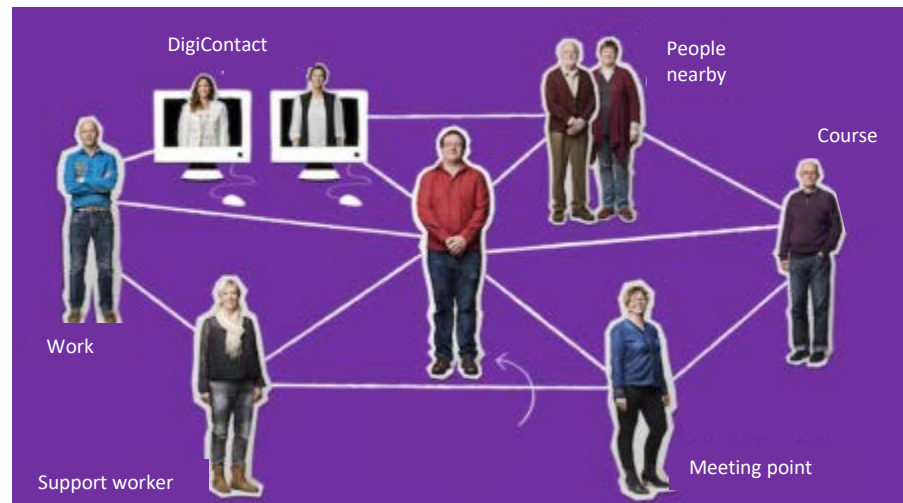 DigiContact
People
nearby
Course
Work
Support worker
Meeting point